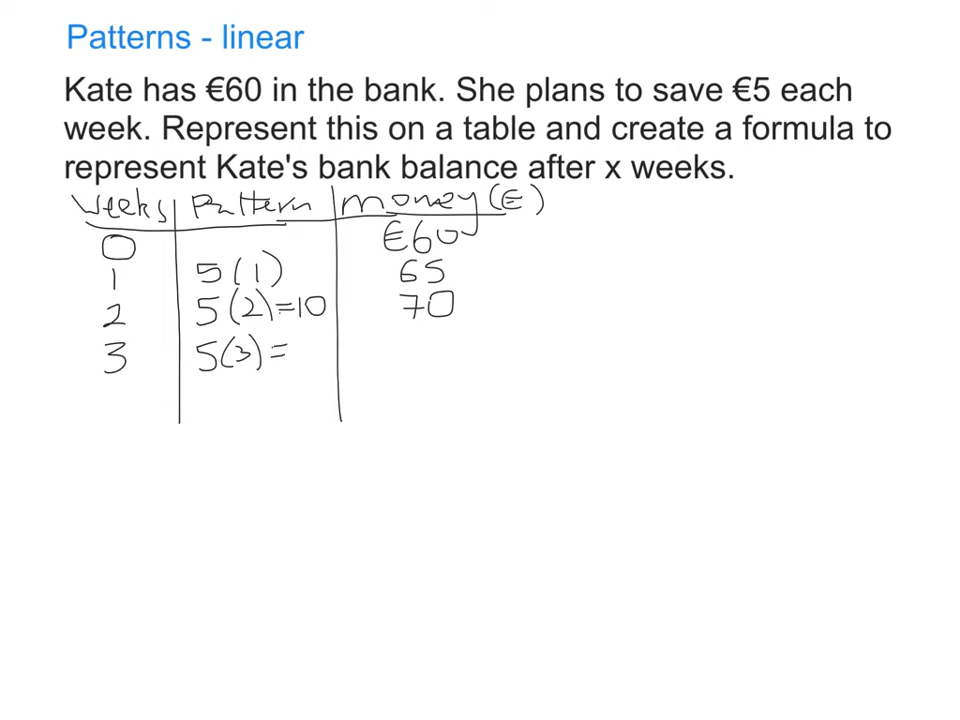 Patterns - linear
Kate has €60 in the bank. She plans to save €5 each
week. Represent this on a table and create a formula to
represent Kate's bank balance after x weeks.
Weeks Pattern money (€)
0 €60
1 5(1) 65
2 5(2)=10 70
3 5(3)=